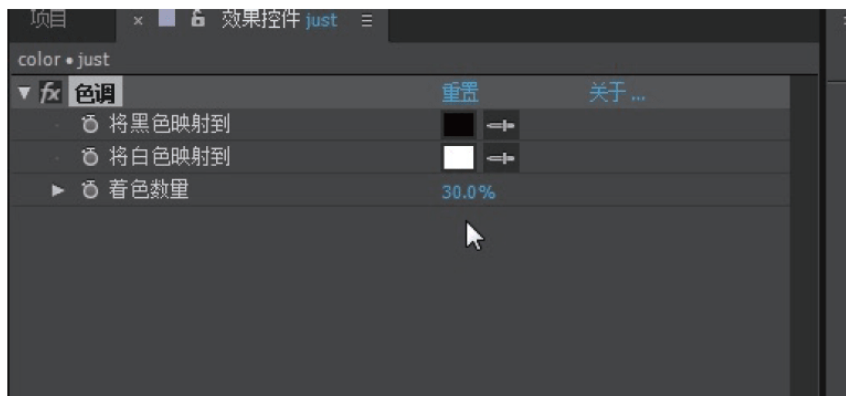 项目 × 效果控件 just ≡
color • just
fx 色调 重置 关于...
将黑色映射到
将白色映射到
着色数量 30.0%